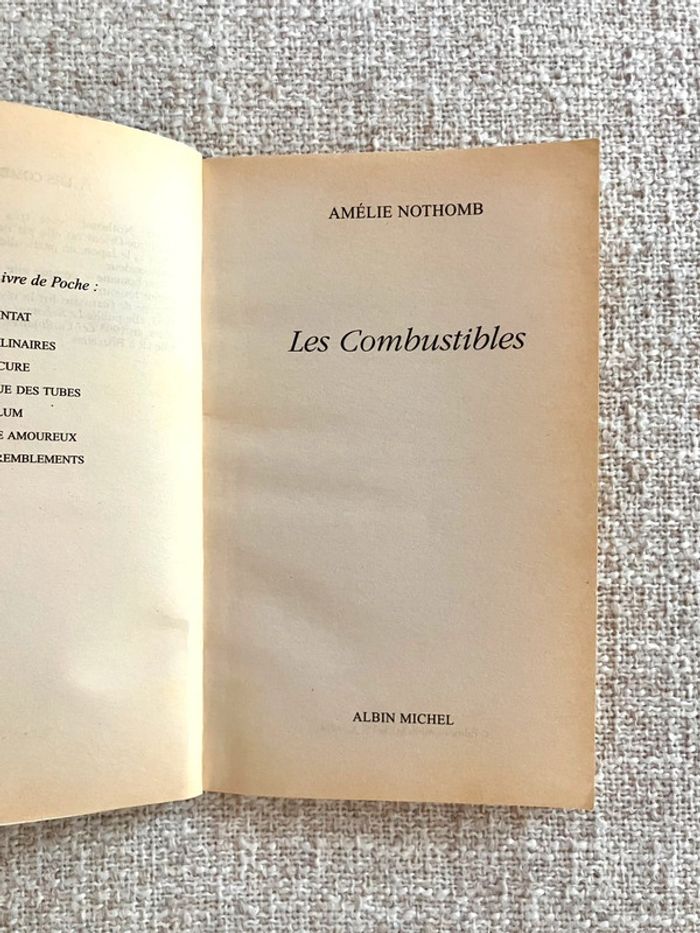 ivre de Poche :
NTAT
LINAIRES
CURE
UE DES TUBES
LUM
E AMOUREUX
REMBLEMENTS
AMÉLIE NOTHOMB
Les Combustibles
ALBIN MICHEL